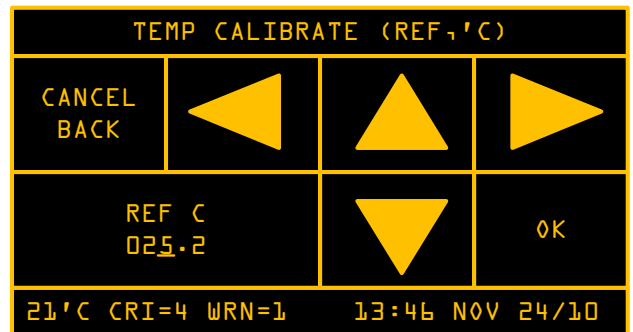 TEMP CALIBRATE (REF,'C)
CANCEL
BACK
REF C
025.2
OK
21'C CRI=4 WRN=1 13:46 NOV 24/10